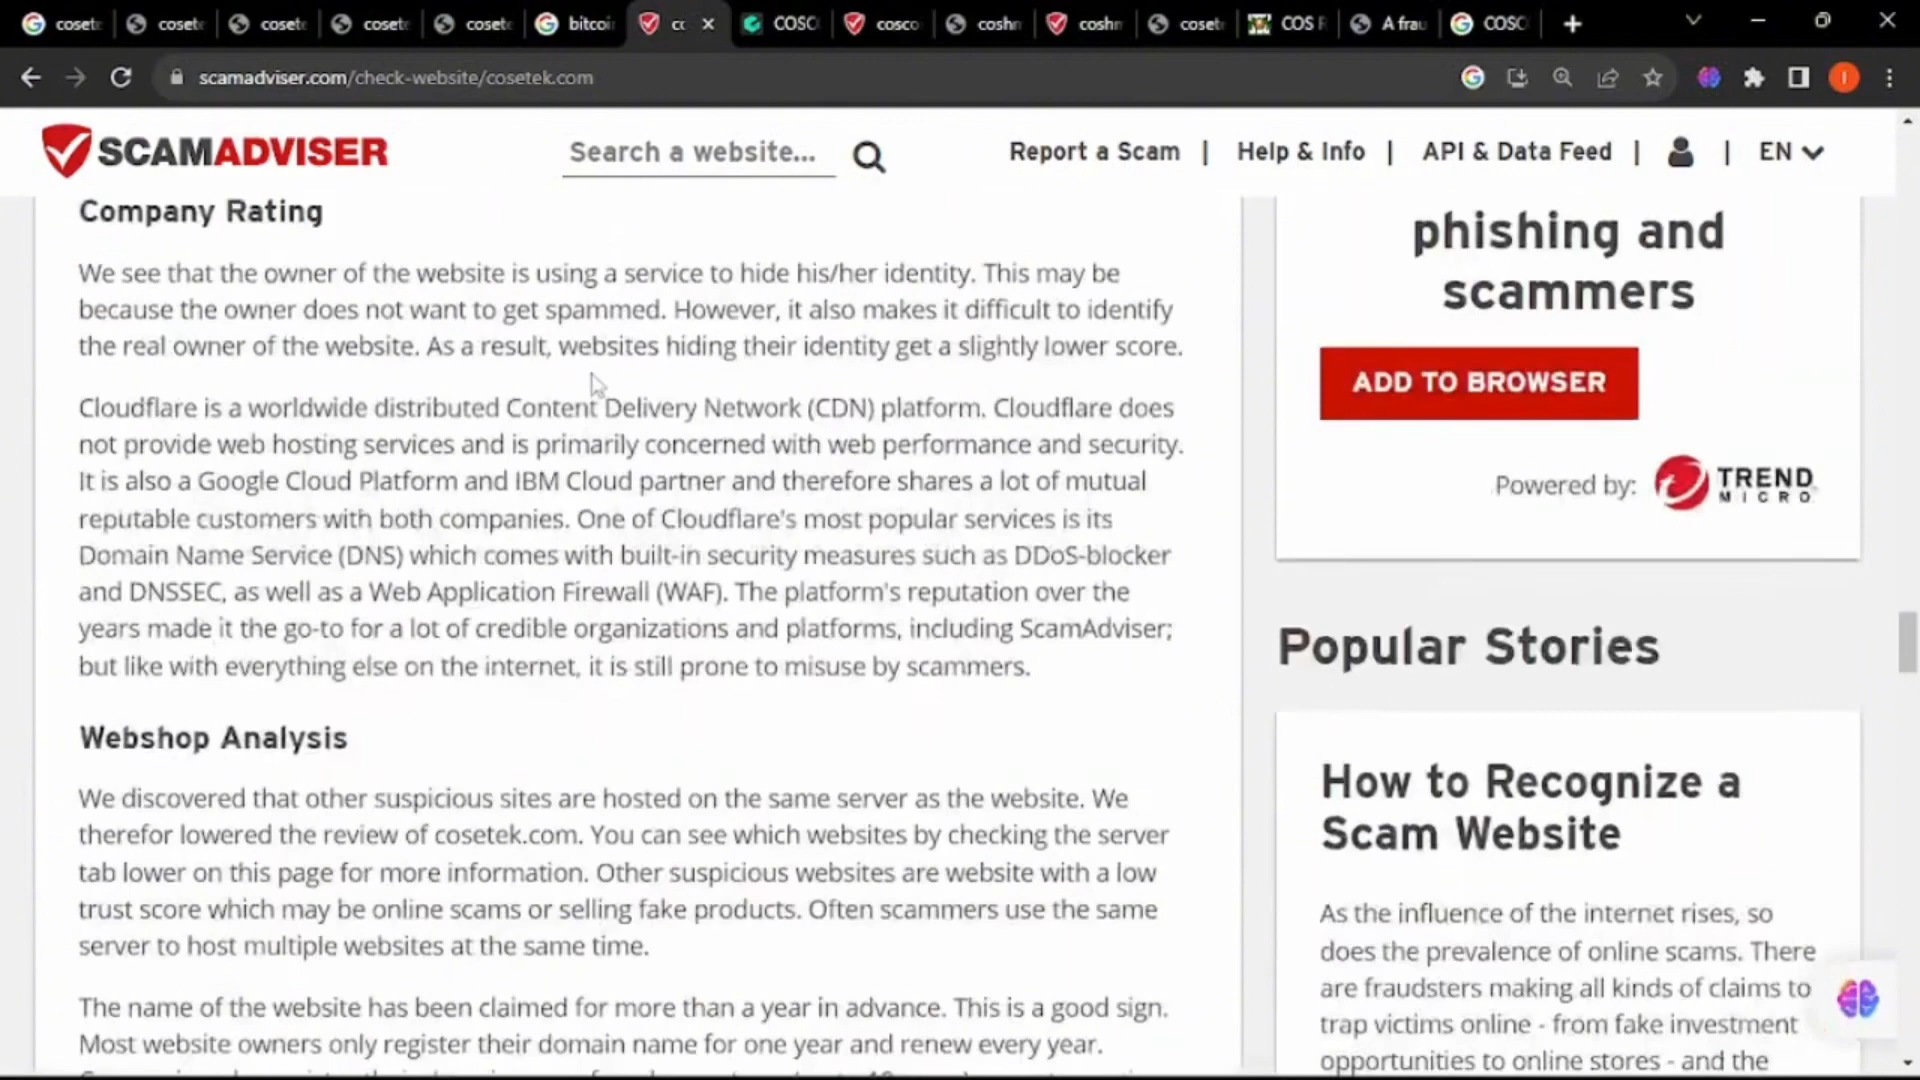 coset
coset
coset
coset
coset
bitcoi
cc
COSC
cosco
coshn
coshn
coset
COS F
A frau
COSC
scamadviser.com/check-website/cosetek.com
SCAMADVISER
Search a website...
Report a Scam | Help & Info | API & Data Feed | | EN
Company Rating
We see that the owner of the website is using a service to hide his/her identity. This may be
because the owner does not want to get spammed. However, it also makes it difficult to identify
the real owner of the website. As a result, websites hiding their identity get a slightly lower score.
Cloudflare is a worldwide distributed Content Delivery Network (CDN) platform. Cloudflare does
not provide web hosting services and is primarily concerned with web performance and security.
It is also a Google Cloud Platform and IBM Cloud partner and therefore shares a lot of mutual
reputable customers with both companies. One of Cloudflare's most popular services is its
Domain Name Service (DNS) which comes with built-in security measures such as DDoS-blocker
and DNSSEC, as well as a Web Application Firewall (WAF). The platform's reputation over the
years made it the go-to for a lot of credible organizations and platforms, including ScamAdviser;
but like with everything else on the internet, it is still prone to misuse by scammers.
Webshop Analysis
We discovered that other suspicious sites are hosted on the same server as the website. We
therefor lowered the review of cosetek.com. You can see which websites by checking the server
tab lower on this page for more information. Other suspicious websites are website with a low
trust score which may be online scams or selling fake products. Often scammers use the same
server to host multiple websites at the same time.
The name of the website has been claimed for more than a year in advance. This is a good sign.
Most website owners only register their domain name for one year and renew every year.
phishing and
scammers
ADD TO BROWSER
Powered by:
TREND
MICRO
Popular Stories
How to Recognize a
Scam Website
As the influence of the internet rises, so
does the prevalence of online scams. There
are fraudsters making all kinds of claims to
trap victims online - from fake investment
opportunities to online stores - and the